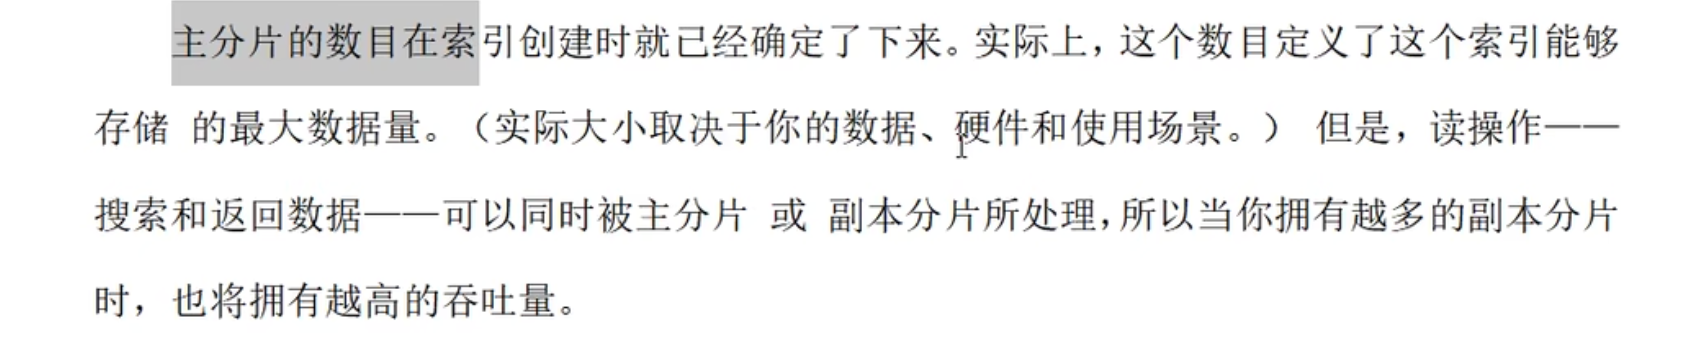 主分片的数目在索引创建时就已经确定了下来。实际上，这个数目定义了这个索引能够
存储 的最大数据量。（实际大小取决于你的数据、硬件和使用场景。） 但是，读操作——
搜索和返回数据——可以同时被主分片 或 副本分片所处理，所以当你拥有越多的副本分片
时，也将拥有越高的吞吐量。